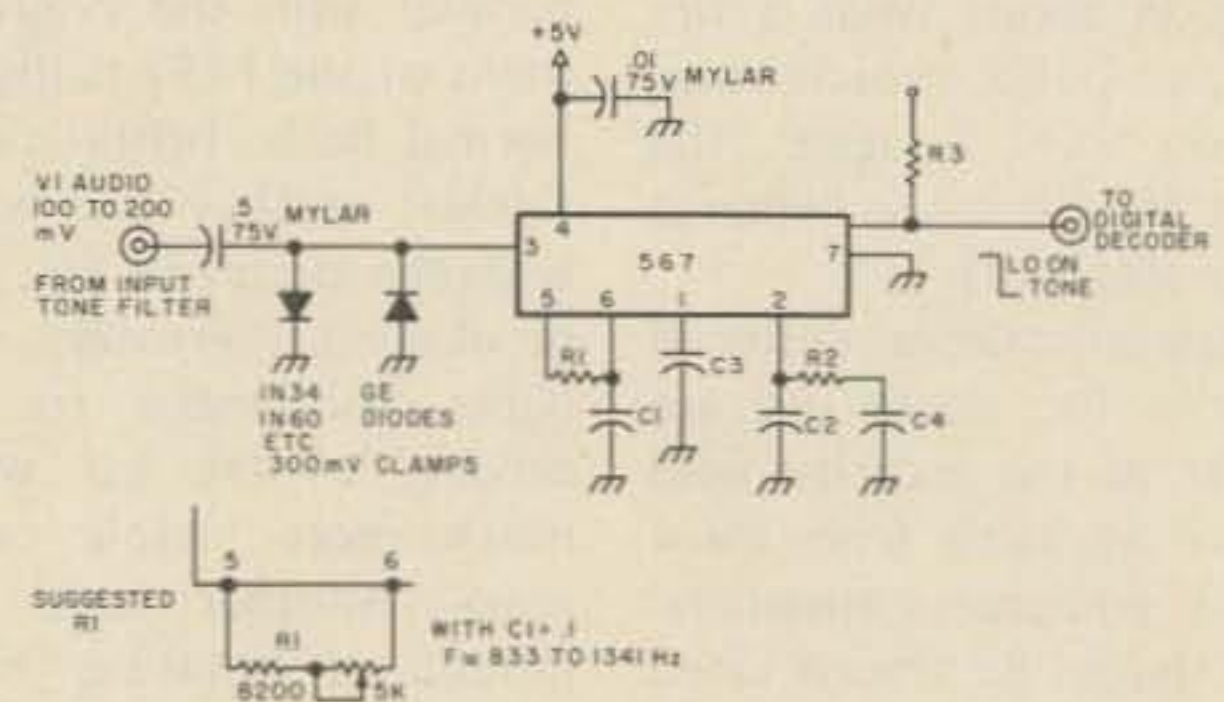 +5V
.01
75V MYLAR
V1 AUDIO
100 TO 200
mV
.5
75V
MYLAR
FROM INPUT
TONE FILTER
3
4
567
7
5
6
1
2
R3
TO
DIGITAL
DECODER
LO ON
TONE
R1
C1
C3
R2
C2
C4
IN34 GE
IN60 DIODES
ETC
300mV CLAMPS
SUGGESTED
R1
5
6
R1
8200
5K
WITH C1= .1
F= 833 TO 1341 Hz